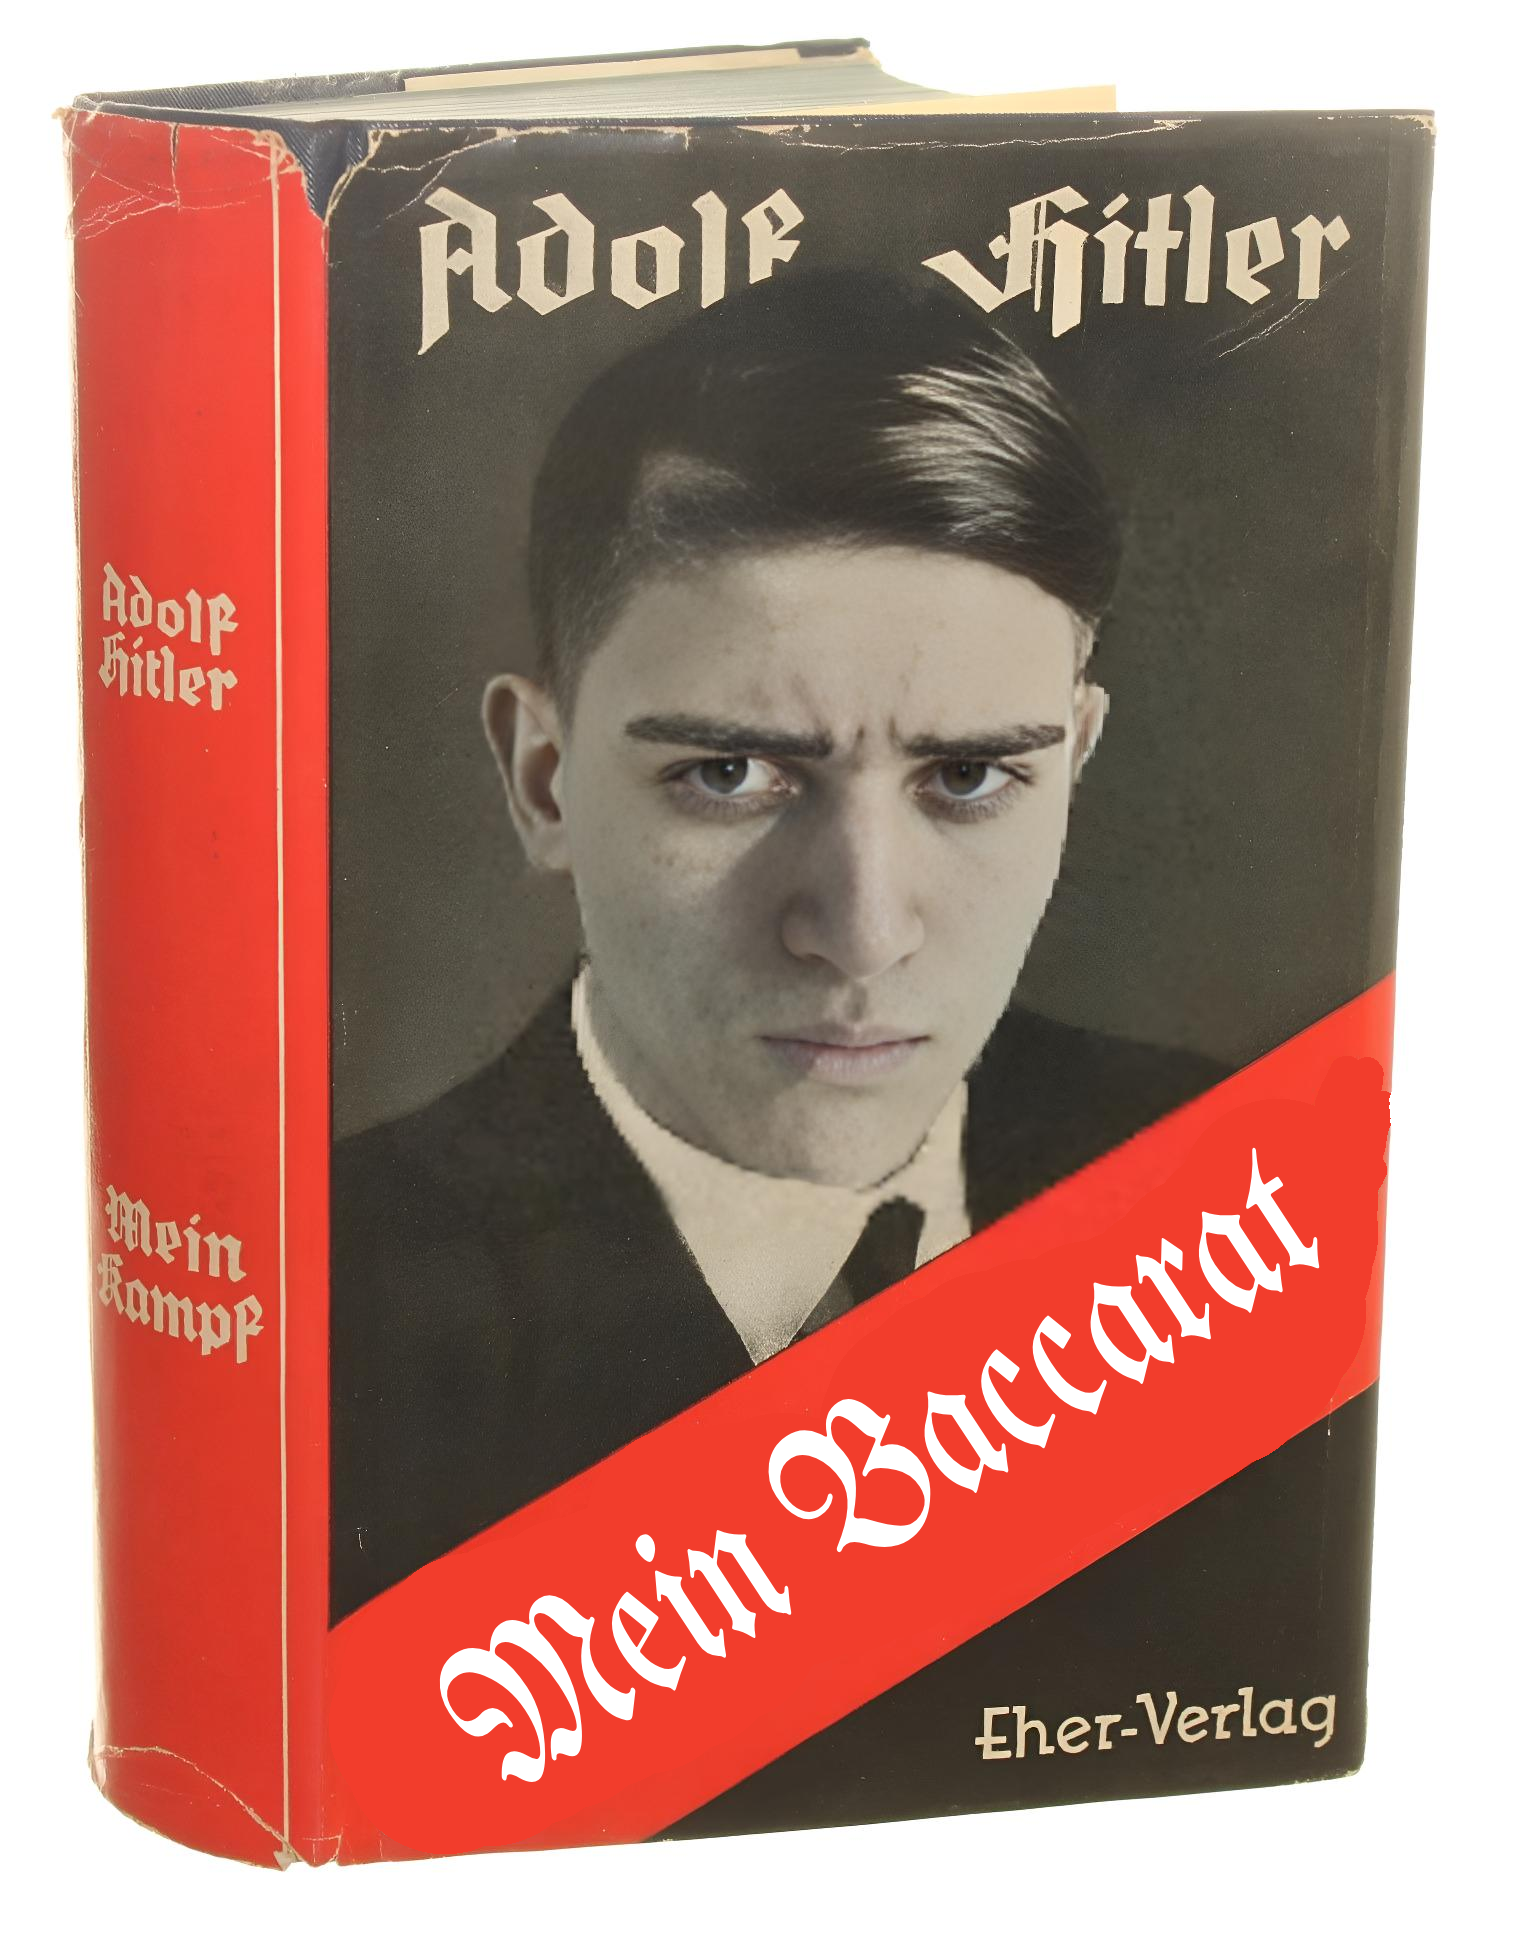 Adolf Hitler
Mein Baccarat
Eher-Verlag
Adolf
Hitler
Mein
Kampf